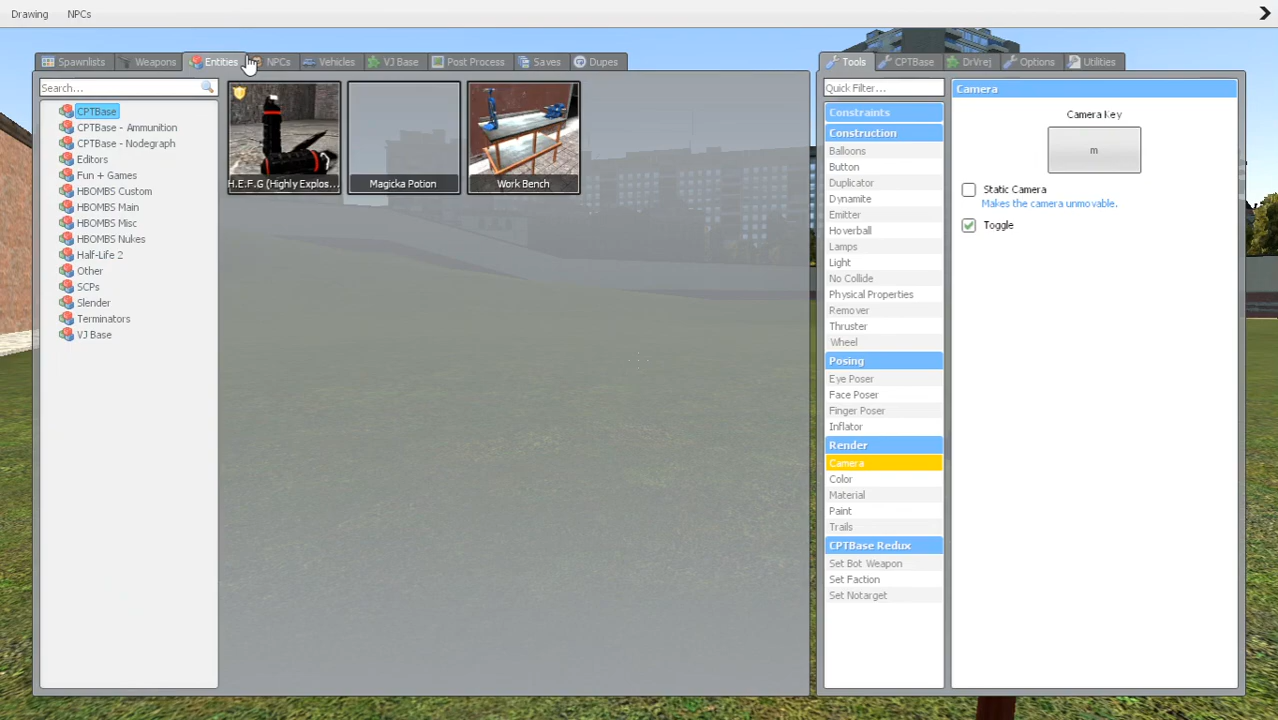 Drawing NPCs
Spawnlists Weapons Entities NPCs Vehicles VJ Base Post Process Saves Dupes
Search...
CPTBase
CPTBase - Ammunition
CPTBase - Nodegraph
Editors
Fun + Games
HBOMBS Custom
HBOMBS Main
HBOMBS Misc
HBOMBS Nukes
Half-Life 2
Other
SCPs
Slender
Terminators
VJ Base
H.E.F.G (Highly Explos...
Magicka Potion
Work Bench
Tools CPTBase DrVrej Options Utilities
Quick Filter...
Constraints
Construction
Balloons
Button
Duplicator
Dynamite
Emitter
Hoverball
Lamps
Light
No Collide
Physical Properties
Remover
Thruster
Wheel
Posing
Eye Poser
Face Poser
Finger Poser
Inflator
Render
Camera
Color
Material
Paint
Trails
CPTBase Redux
Set Bot Weapon
Set Faction
Set Notarget
Camera
Camera Key
m
Static Camera
Makes the camera unmovable.
Toggle